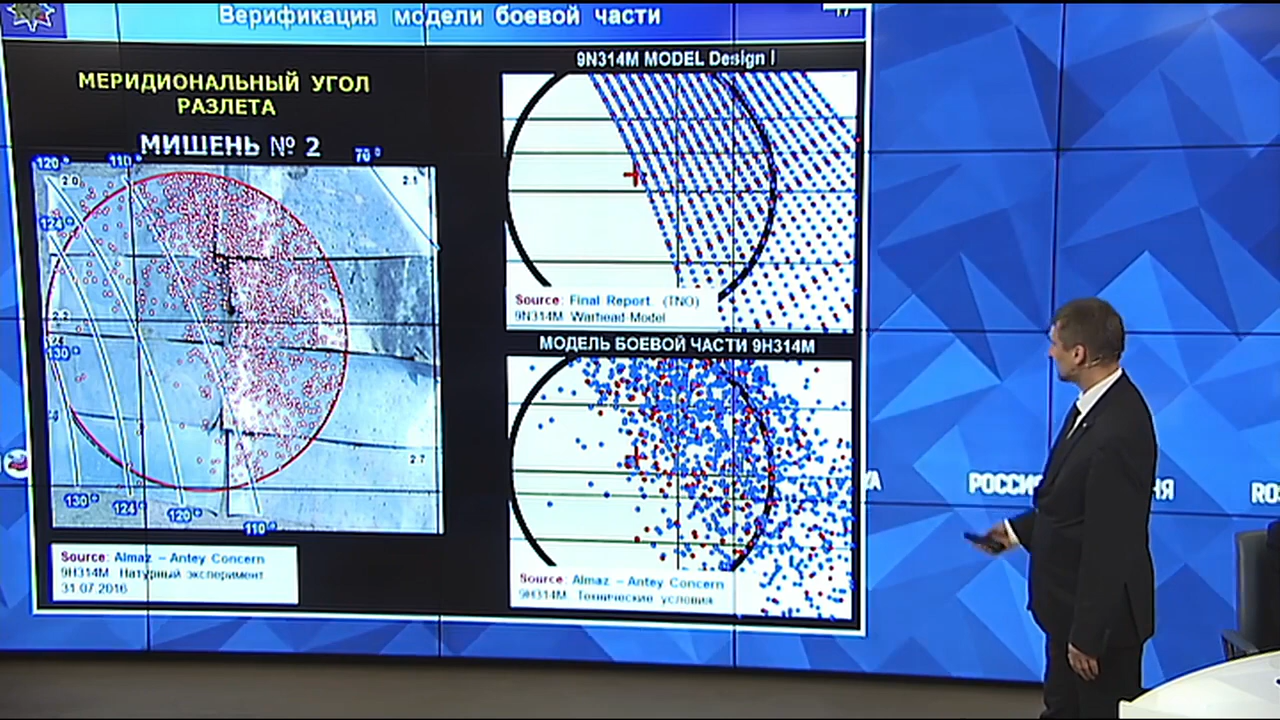 Верификация модели боевой части
17
МЕРИДИОНАЛЬНЫЙ УГОЛ
РАЗЛЕТА
МИШЕНЬ № 2
120° 110° 70°
2.0 2.1
124°
2.3
130°
2.7
130° 124° 120° 110°
Source: Almaz – Antey Concern
9Н314М Натурный эксперимент
31.07.2016
9N314M MODEL Design I
Source: Final Report (TNO)
9N314M Warhead-Model
МОДЕЛЬ БОЕВОЙ ЧАСТИ 9Н314М
Source: Almaz – Antey Concern
9Н314М Технические условия